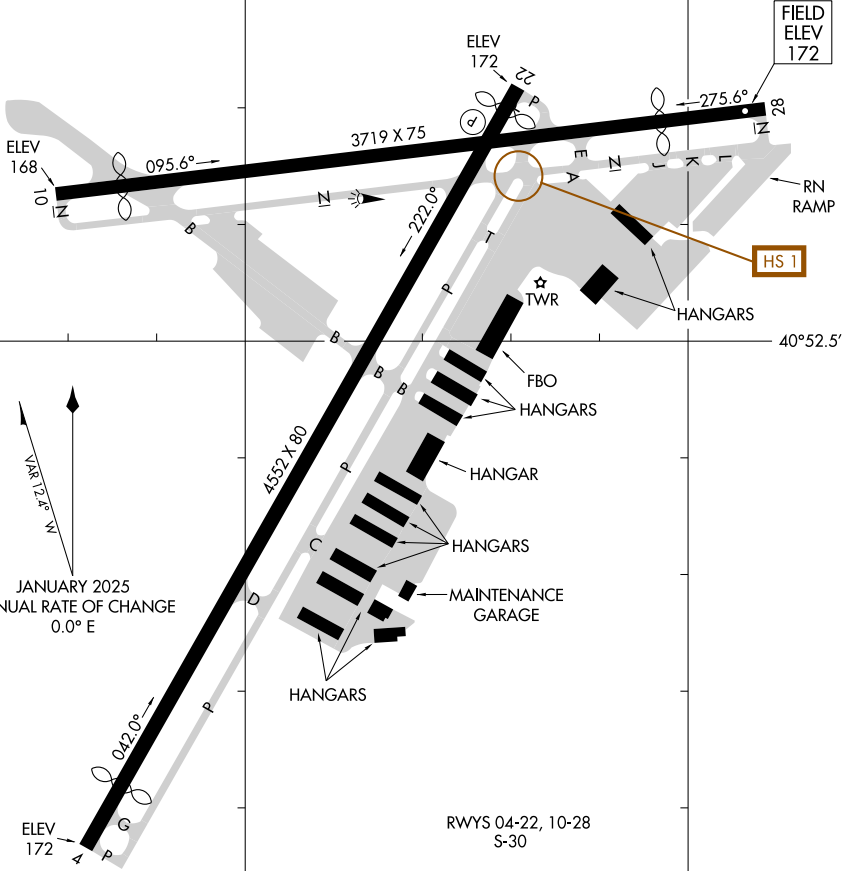 FIELD
ELEV
172
ELEV
172
22
P
P
275.6°
28
N
3719 X 75
ELEV
168
095.6°
10
N
E
N
A
J
K
L
RN
RAMP
N
B
222.0°
T
HS 1
P
TWR
HANGARS
40°52.5'
B
B
B
FBO
HANGARS
VAR 12.4° W
4552 X 80
P
HANGAR
C
HANGARS
JANUARY 2025
NUAL RATE OF CHANGE
0.0° E
D
MAINTENANCE
GARAGE
HANGARS
P
042.0°
G
ELEV
172
4
P
RWYS 04-22, 10-28
S-30